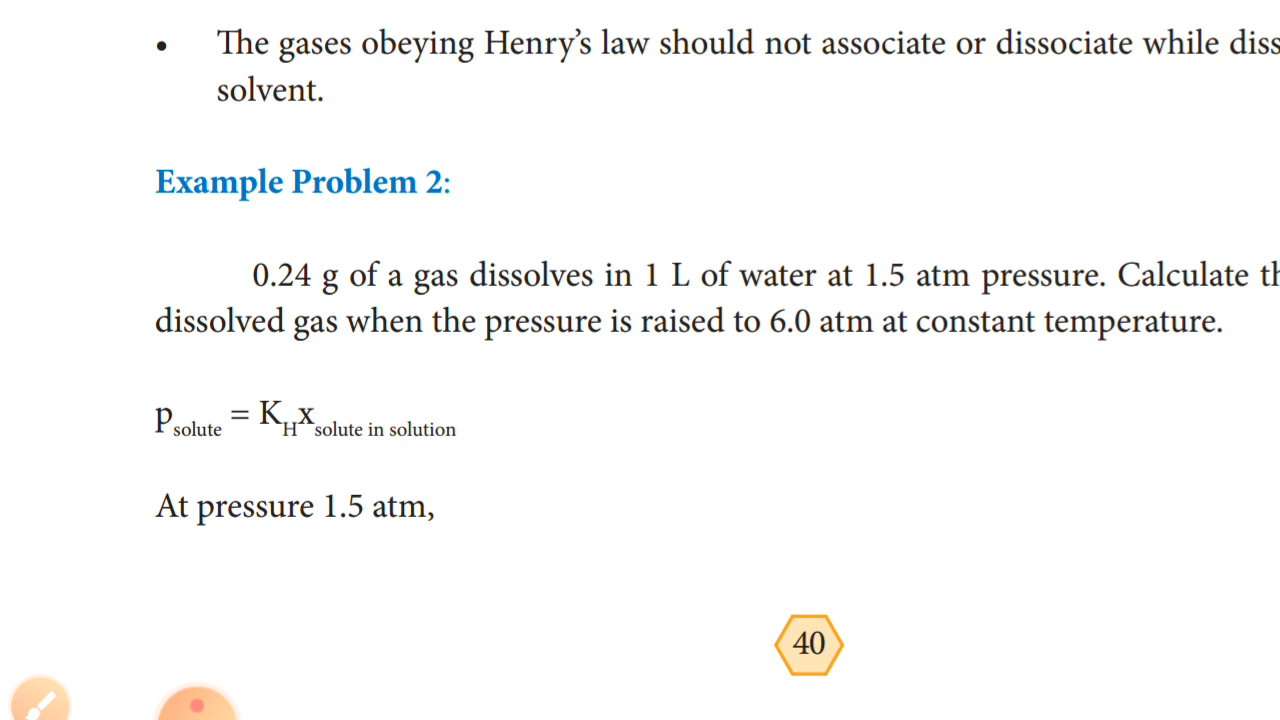 • The gases obeying Henry's law should not associate or dissociate while
solvent.
Example Problem 2:
0.24 g of a gas dissolves in 1 L of water at 1.5 atm pressure. Calculate
dissolved gas when the pressure is raised to 6.0 atm at constant temperature.
p_solute = K_H x_solute in solution
At pressure 1.5 atm,
40